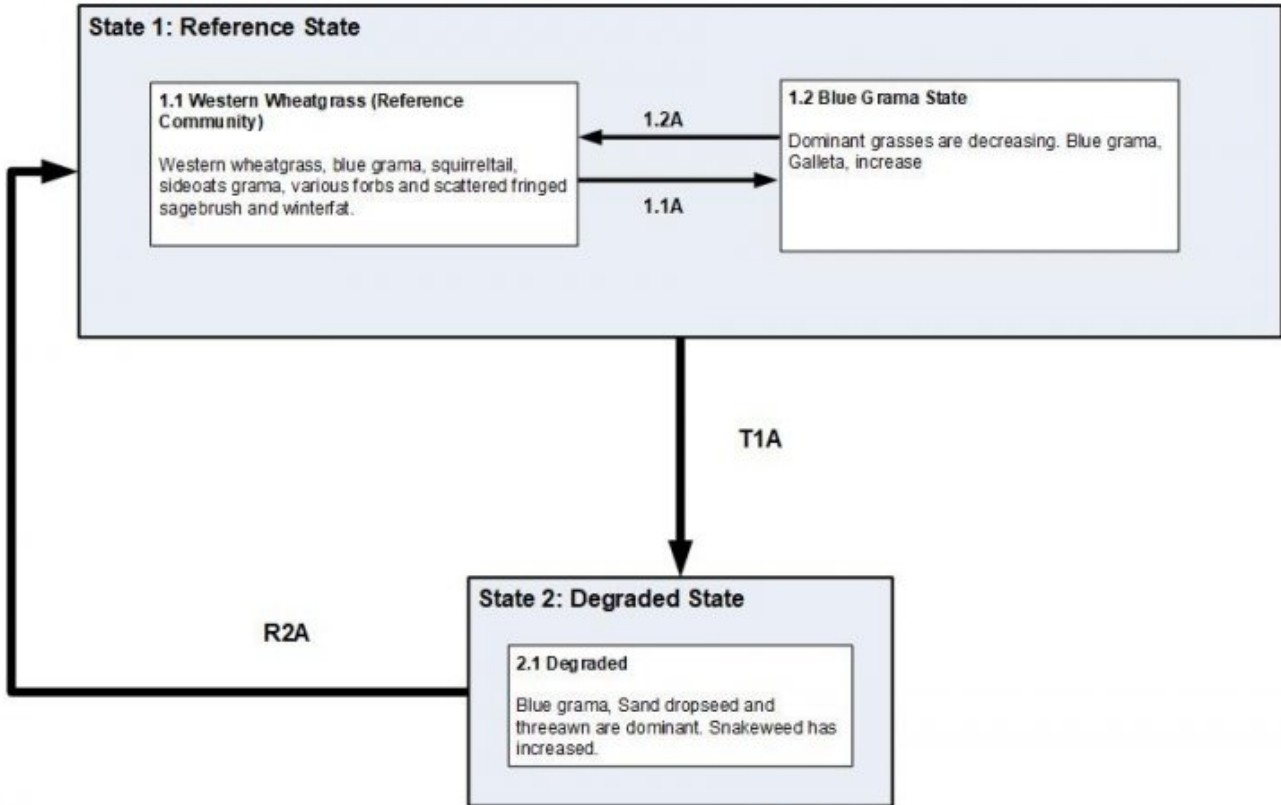 State 1: Reference State
1.1 Western Wheatgrass (Reference
Community)
Western wheatgrass, blue grama, squirreltail,
sideoats grama, various forbs and scattered fringed
sagebrush and winterfat.
1.2A
1.1A
1.2 Blue Grama State
Dominant grasses are decreasing. Blue grama,
Galleta, increase
T1A
R2A
State 2: Degraded State
2.1 Degraded
Blue grama, Sand dropseed and
threeawn are dominant. Snakeweed has
increased.